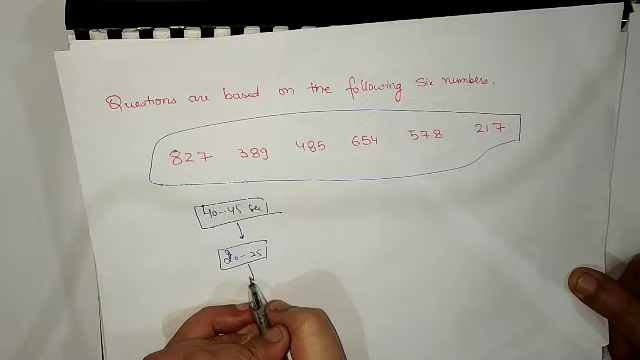 Questions are based on the following Six numbers.
827 389 485 654 578 217
40-45 sec
20-25